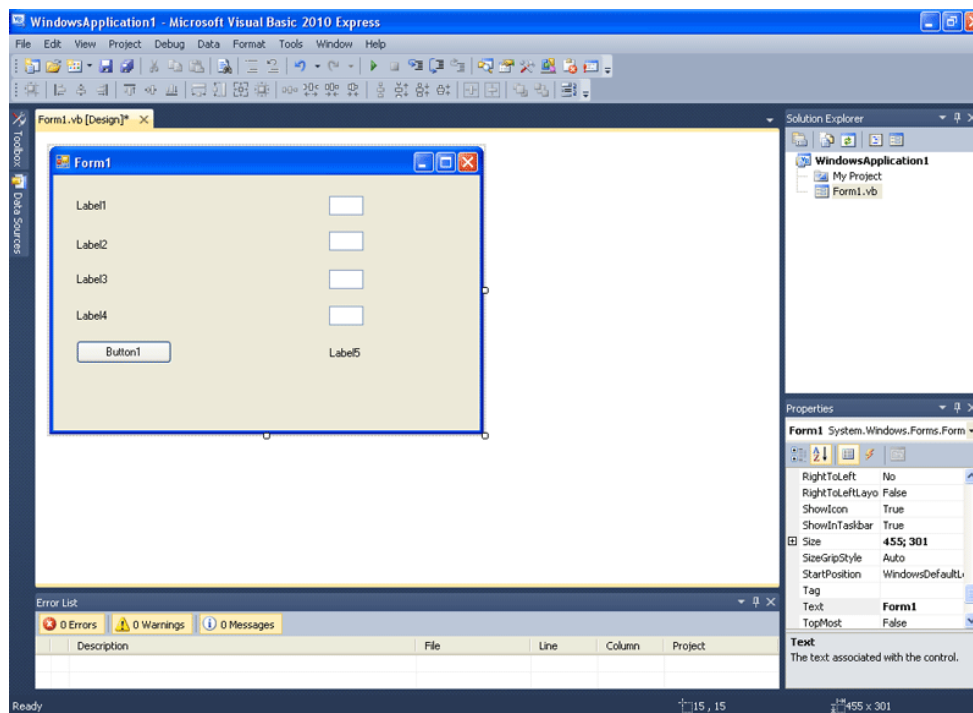 WindowsApplication1 - Microsoft Visual Basic 2010 Express
File Edit View Project Debug Data Format Tools Window Help
Toolbox
Data Sources
Form1.vb [Design]*
Form1
Label1
Label2
Label3
Label4
Button1 Label5
Solution Explorer
WindowsApplication1
My Project
Form1.vb
Properties
Form1 System.Windows.Forms.Form
RightToLeft No
RightToLeftLayo False
ShowIcon True
ShowInTaskbar True
Size 455; 301
SizeGripStyle Auto
StartPosition WindowsDefaultL
Tag
Text Form1
TopMost False
Text
The text associated with the control.
Error List
0 Errors 0 Warnings 0 Messages
Description File Line Column Project
Ready 15 , 15 455 x 301